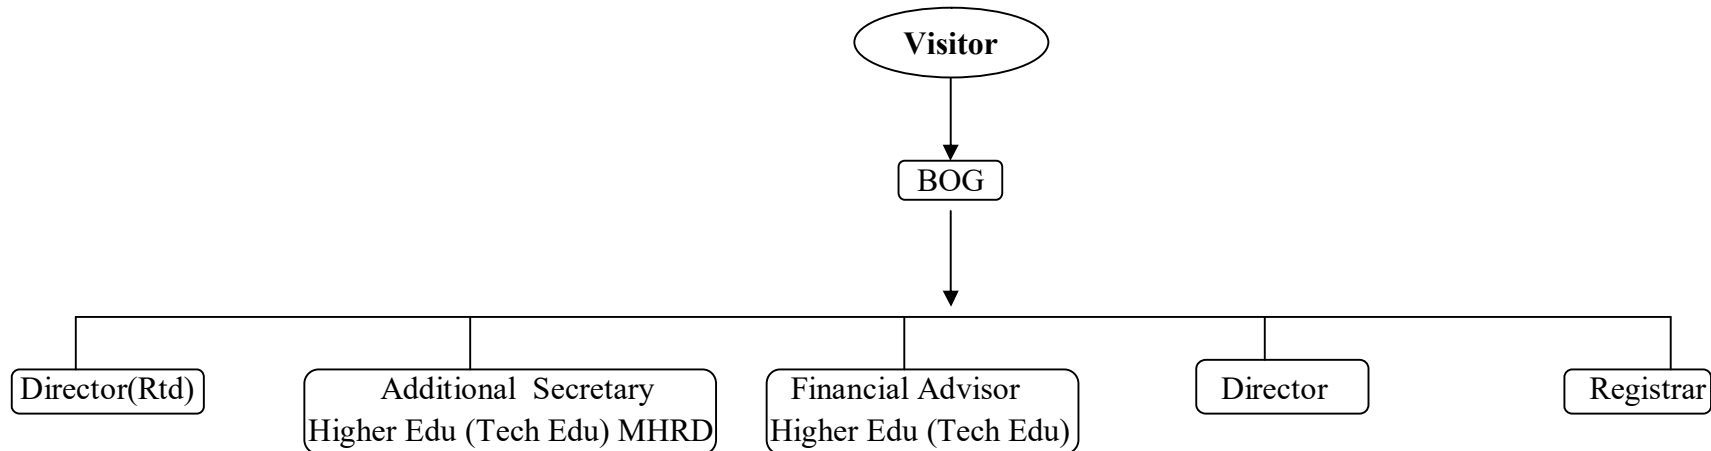 Visitor
BOG
Director(Rtd)
Additional Secretary
Higher Edu (Tech Edu) MHRD
Financial Advisor
Higher Edu (Tech Edu)
Director
Registrar